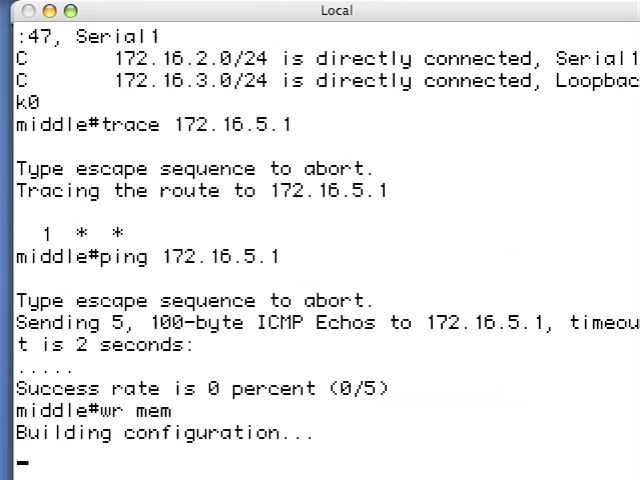 Local
:47, Serial1
C       172.16.2.0/24 is directly connected, Serial1
C       172.16.3.0/24 is directly connected, Loopbac
k0
middle#trace 172.16.5.1
Type escape sequence to abort.
Tracing the route to 172.16.5.1
1  *  *
middle#ping 172.16.5.1
Type escape sequence to abort.
Sending 5, 100-byte ICMP Echos to 172.16.5.1, timeou
t is 2 seconds:
.....
Success rate is 0 percent (0/5)
middle#wr mem
Building configuration...